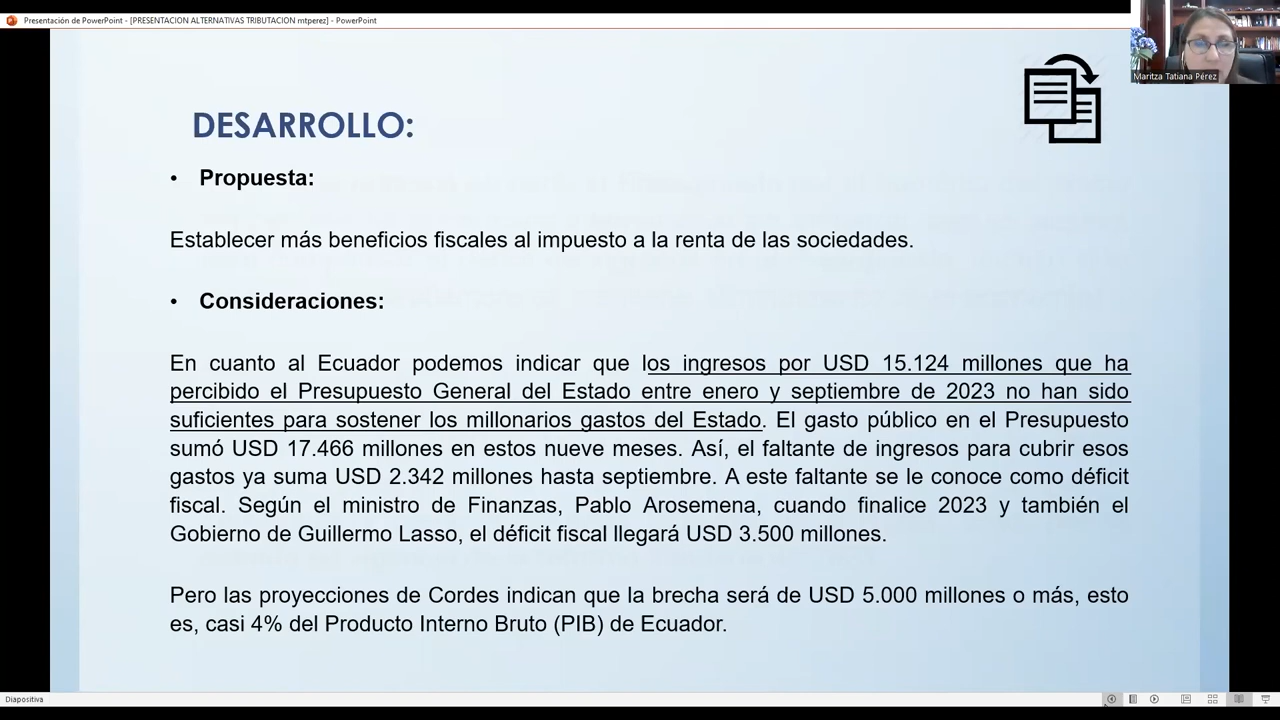 Presentación de PowerPoint - [PRESENTACION ALTERNATIVAS TRIBUTACION mtperez] - PowerPoint
Maritza Tatiana Pérez
DESARROLLO:
• Propuesta:
Establecer más beneficios fiscales al impuesto a la renta de las sociedades.
• Consideraciones:
En cuanto al Ecuador podemos indicar que los ingresos por USD 15.124 millones que ha
percibido el Presupuesto General del Estado entre enero y septiembre de 2023 no han sido
suficientes para sostener los millonarios gastos del Estado. El gasto público en el Presupuesto
sumó USD 17.466 millones en estos nueve meses. Así, el faltante de ingresos para cubrir esos
gastos ya suma USD 2.342 millones hasta septiembre. A este faltante se le conoce como déficit
fiscal. Según el ministro de Finanzas, Pablo Arosemena, cuando finalice 2023 y también el
Gobierno de Guillermo Lasso, el déficit fiscal llegará USD 3.500 millones.
Pero las proyecciones de Cordes indican que la brecha será de USD 5.000 millones o más, esto
es, casi 4% del Producto Interno Bruto (PIB) de Ecuador.
Diapositiva